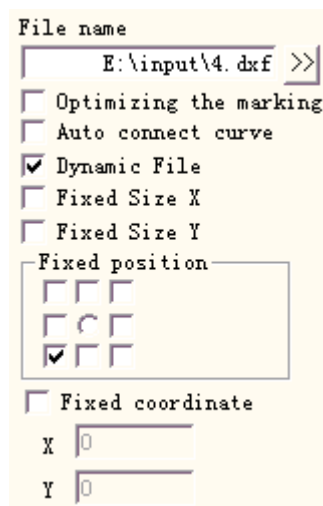 File name
E:\input\4.dxf >>
Optimizing the marking
Auto connect curve
Dynamic File
Fixed Size X
Fixed Size Y
Fixed position
Fixed coordinate
X 0
Y 0